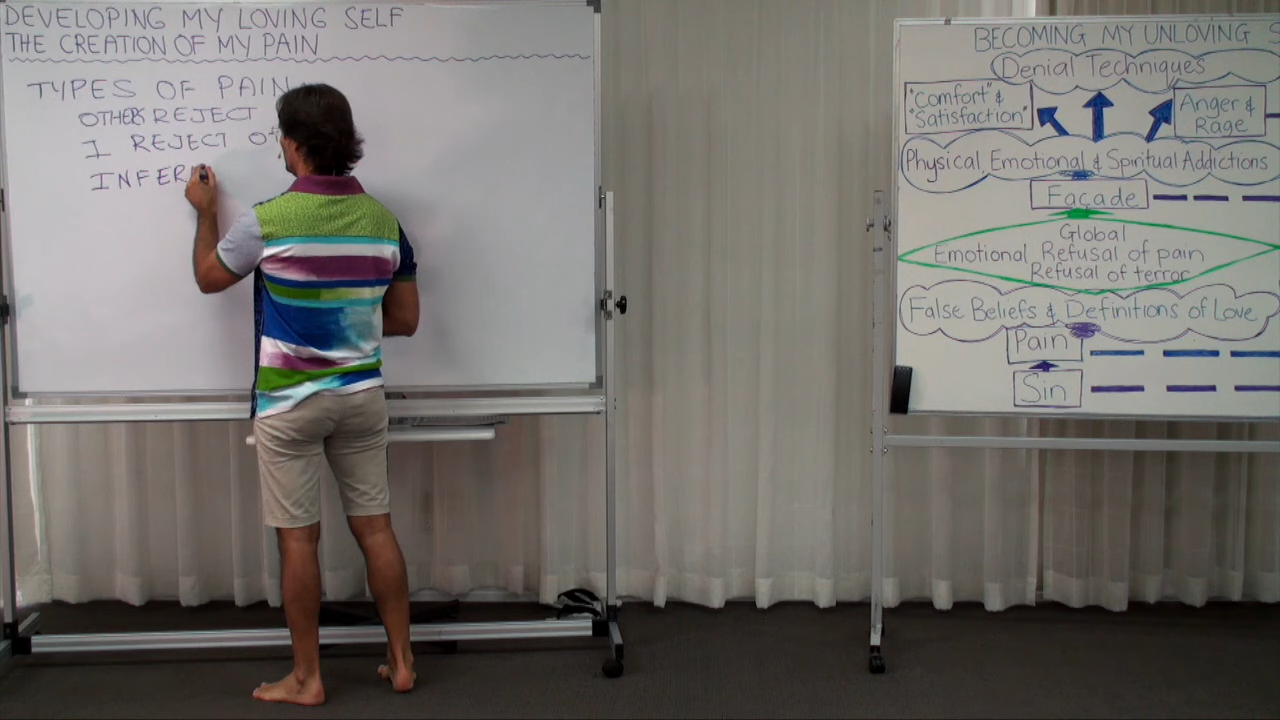 DEVELOPING MY LOVING SELF
THE CREATION OF MY PAIN
TYPES OF PAIN
OTHERS REJECT
I REJECT OT
INFER
BECOMING MY UNLOVING S
Denial Techniques
"Comfort" &
"Satisfaction"
Anger &
Rage
Physical, Emotional & Spiritual Addictions
Façade
Global
Emotional Refusal of pain
Refusal of terror
False Beliefs & Definitions of Love
Pain
Sin